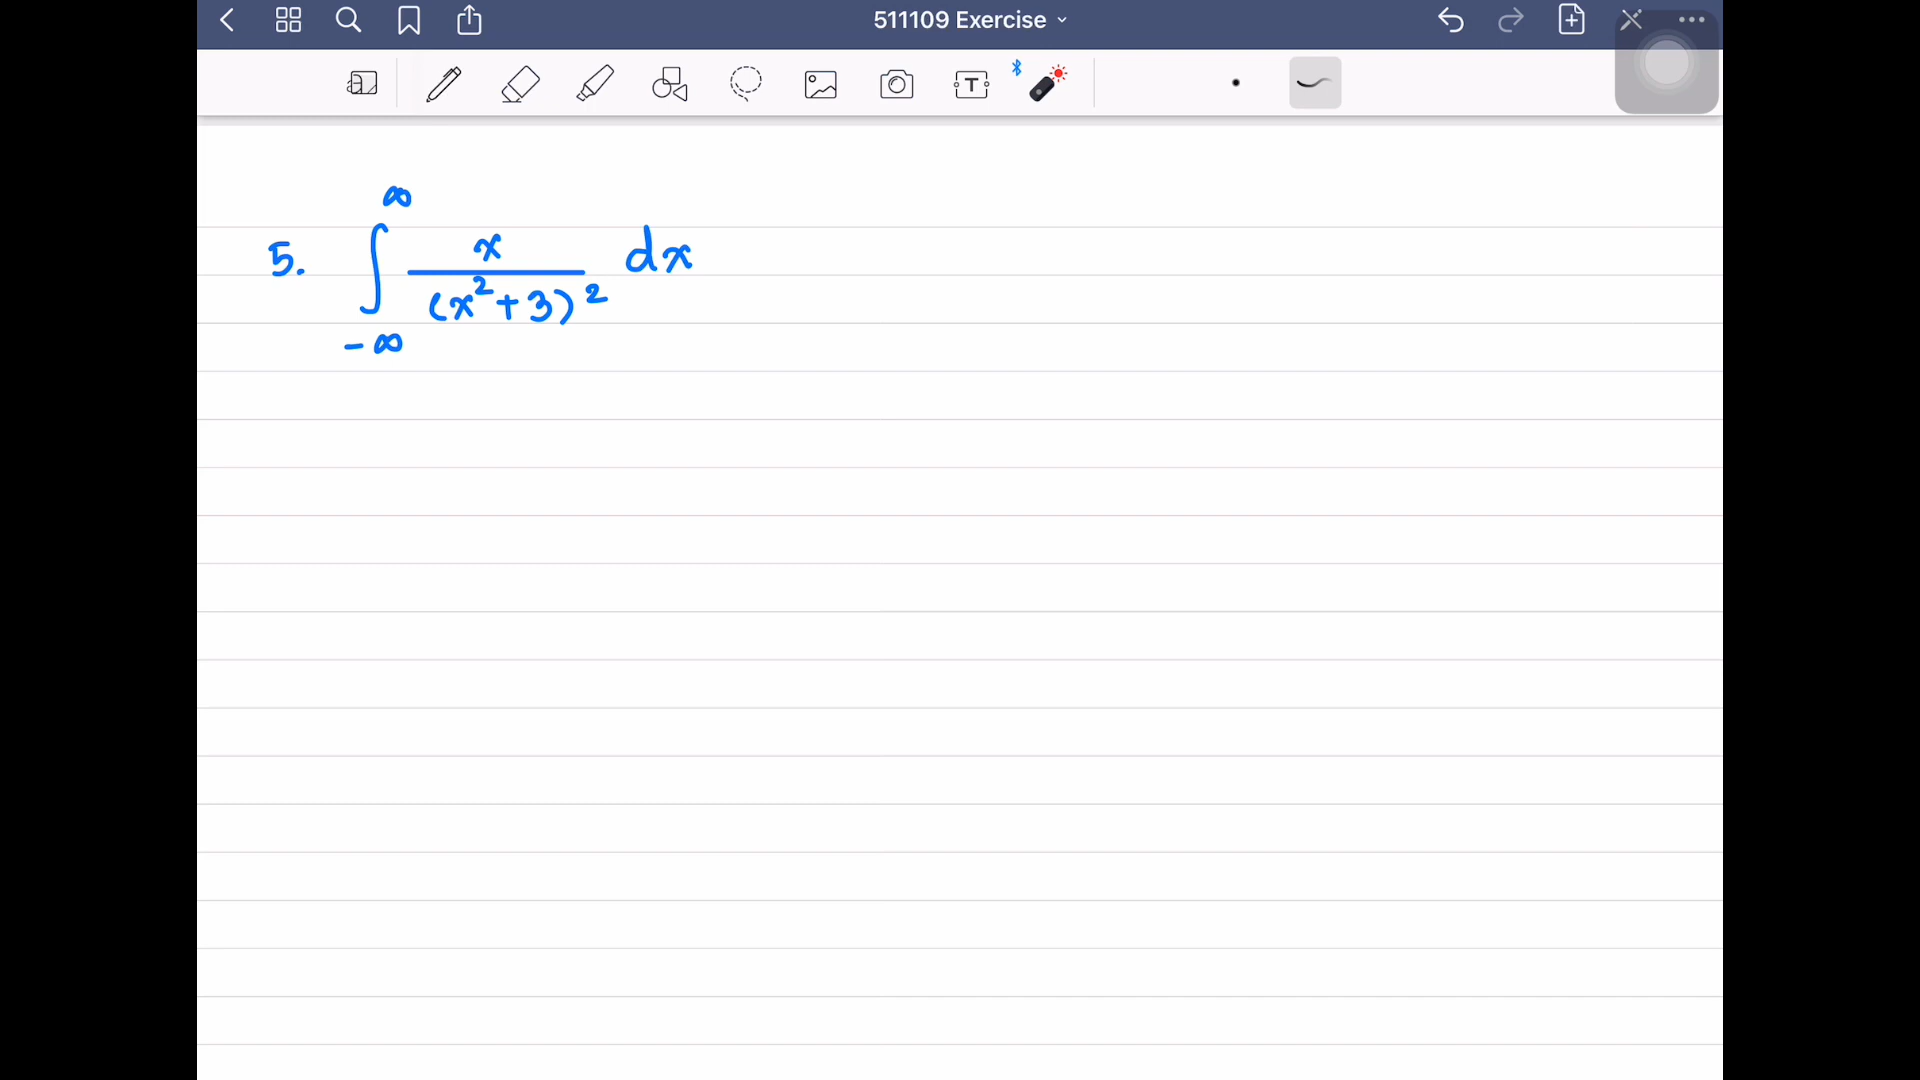 511109 Exercise
T
5. ∫_{-∞}^{∞} x/(x²+3)² dx